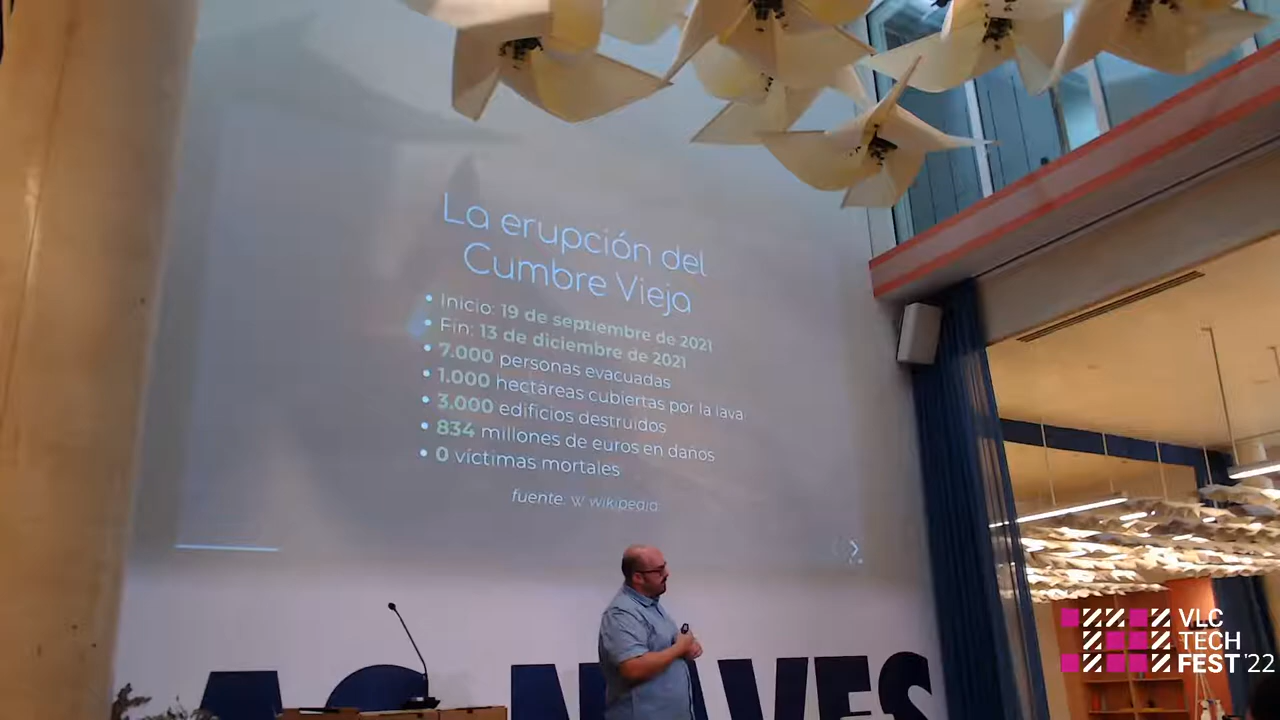 La erupción del
Cumbre Vieja
• Inicio: 19 de septiembre de 2021
• Fin: 13 de diciembre de 2021
• 7.000 personas evacuadas
• 1.000 hectáreas cubiertas por la lava
• 3.000 edificios destruidos
• 834 millones de euros en daños
• 0 víctimas mortales
fuente: W wikipedia
NAVES
VLC
TECH
FEST'22